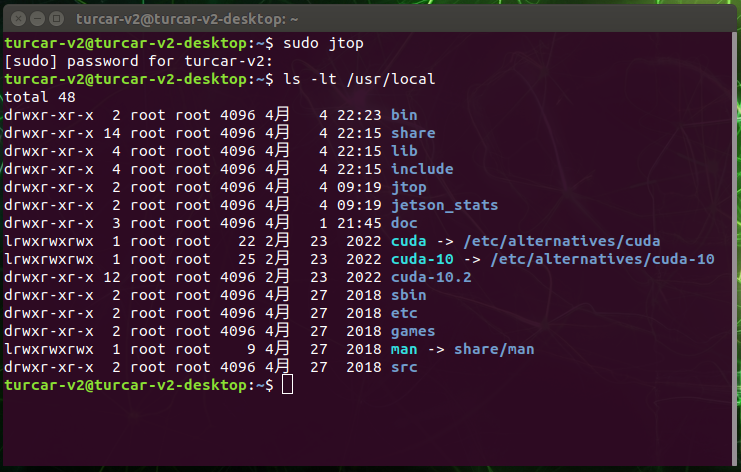 turcar-v2@turcar-v2-desktop: ~
turcar-v2@turcar-v2-desktop:~$ sudo jtop
[sudo] password for turcar-v2:
turcar-v2@turcar-v2-desktop:~$ ls -lt /usr/local
total 48
drwxr-xr-x  2 root root 4096 4月   4 22:23 bin
drwxr-xr-x 14 root root 4096 4月   4 22:15 share
drwxr-xr-x  4 root root 4096 4月   4 22:15 lib
drwxr-xr-x  4 root root 4096 4月   4 22:15 include
drwxr-xr-x  2 root root 4096 4月   4 09:19 jtop
drwxr-xr-x  2 root root 4096 4月   4 09:19 jetson_stats
drwxr-xr-x  3 root root 4096 4月   1 21:45 doc
lrwxrwxrwx  1 root root   22 2月  23  2022 cuda -> /etc/alternatives/cuda
lrwxrwxrwx  1 root root   25 2月  23  2022 cuda-10 -> /etc/alternatives/cuda-10
drwxr-xr-x 12 root root 4096 2月  23  2022 cuda-10.2
drwxr-xr-x  2 root root 4096 4月  27  2018 sbin
drwxr-xr-x  2 root root 4096 4月  27  2018 etc
drwxr-xr-x  2 root root 4096 4月  27  2018 games
lrwxrwxrwx  1 root root    9 4月  27  2018 man -> share/man
drwxr-xr-x  2 root root 4096 4月  27  2018 src
turcar-v2@turcar-v2-desktop:~$